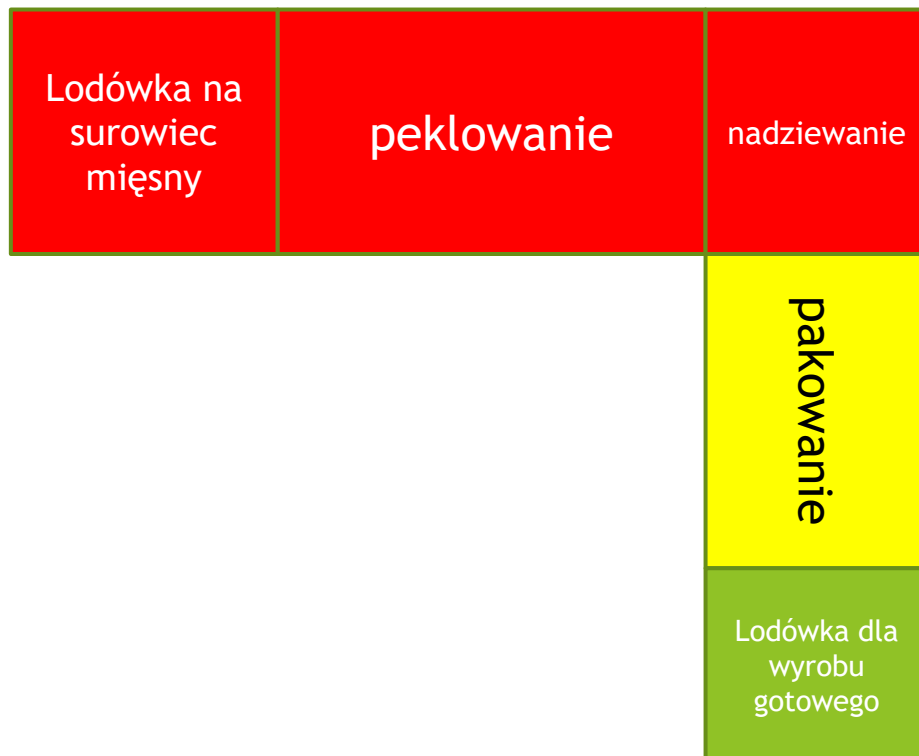 Lodówka na
surowiec
mięsny
peklowanie
nadziewanie
pakowanie
Lodówka dla
wyrobu
gotowego